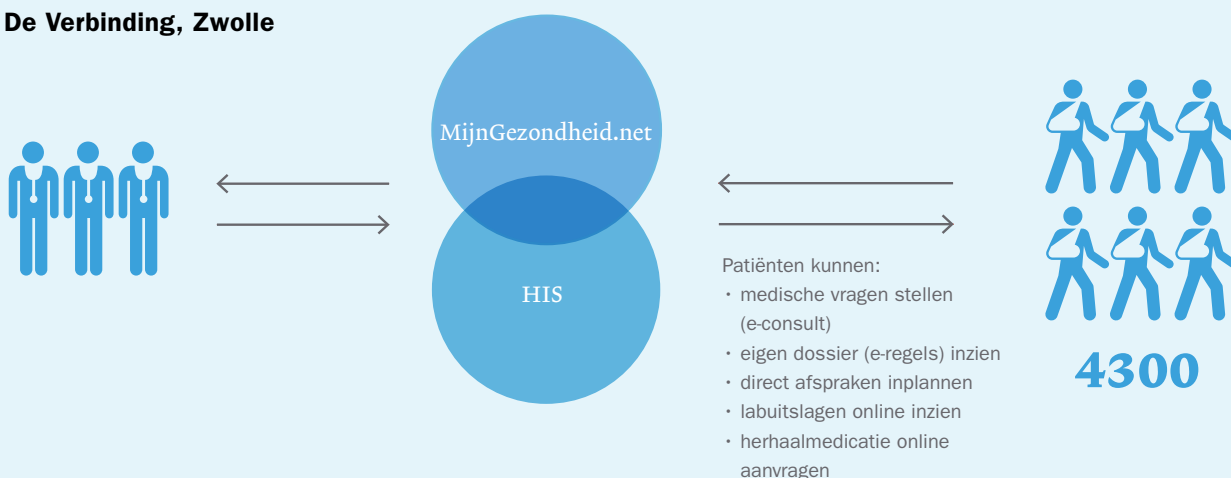 De Verbinding, Zwolle
MijnGezondheid.net
HIS
Patiënten kunnen:
· medische vragen stellen
(e-consult)
· eigen dossier (e-regels) inzien
· direct afspraken inplannen
· labuitslagen online inzien
· herhaalmedicatie online
aanvragen
4300